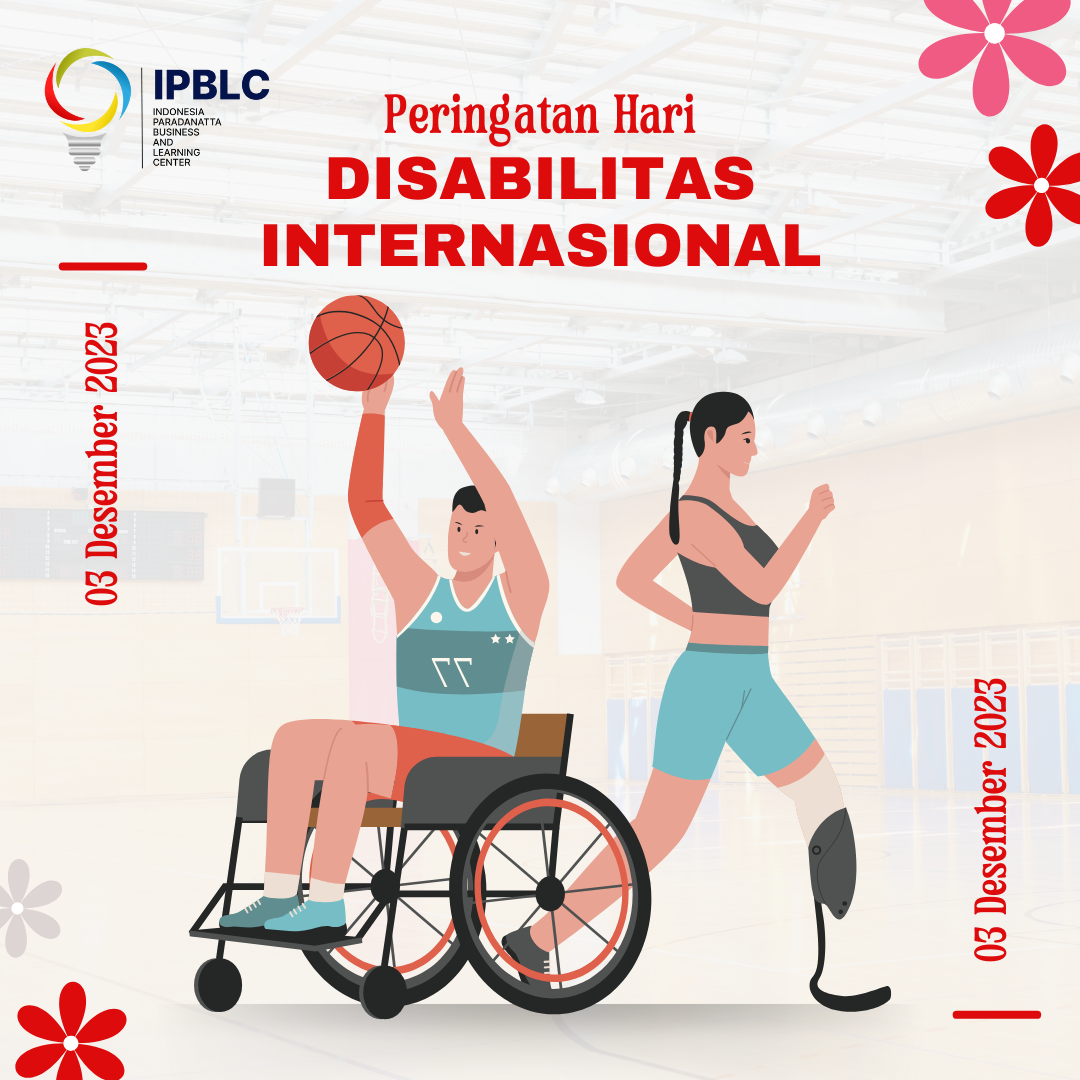 IPBLC
INDONESIA
PARADANATTA
BUSINESS
AND
LEARNING
CENTER
Peringatan Hari
DISABILITAS
INTERNASIONAL
03 Desember 2023
77
03 Desember 2023